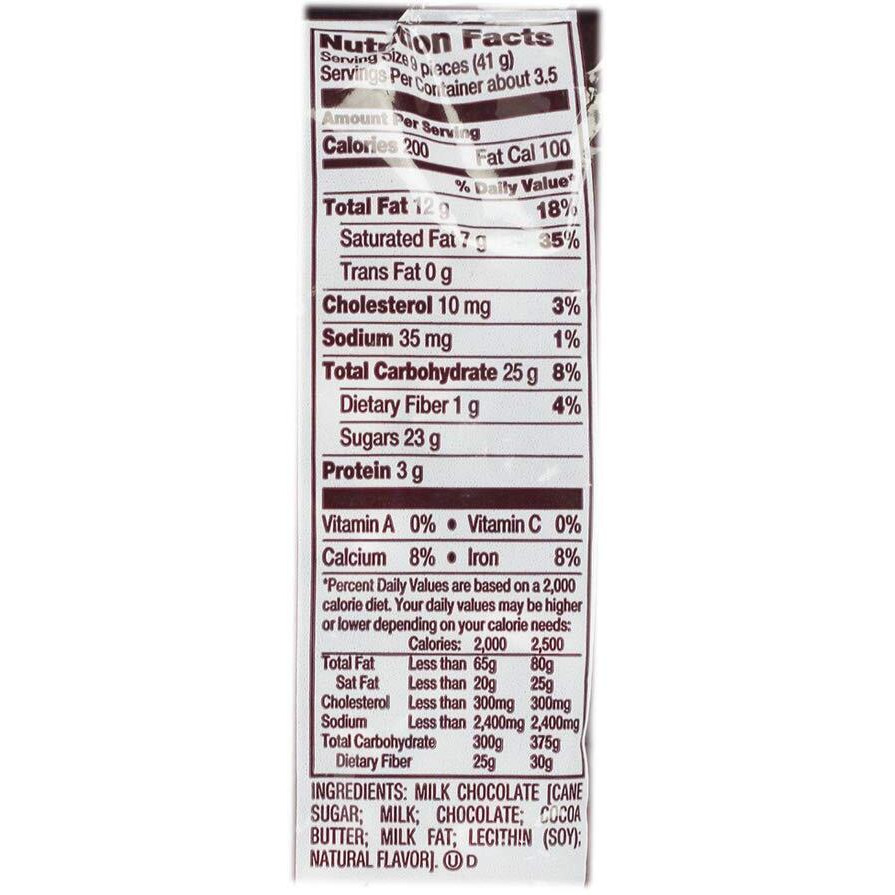 Nutrition Facts
Serving Size 9 pieces (41 g)
Servings Per Container about 3.5
Amount Per Serving
Calories 200 Fat Cal 100
% Daily Value*
Total Fat 12 g 18%
Saturated Fat 7 g 35%
Trans Fat 0 g
Cholesterol 10 mg 3%
Sodium 35 mg 1%
Total Carbohydrate 25 g 8%
Dietary Fiber 1 g 4%
Sugars 23 g
Protein 3 g
Vitamin A 0% • Vitamin C 0%
Calcium 8% • Iron 8%
*Percent Daily Values are based on a 2,000
calorie diet. Your daily values may be higher
or lower depending on your calorie needs:
Calories: 2,000 2,500
Total Fat Less than 65g 80g
Sat Fat Less than 20g 25g
Cholesterol Less than 300mg 300mg
Sodium Less than 2,400mg 2,400mg
Total Carbohydrate 300g 375g
Dietary Fiber 25g 30g
INGREDIENTS: MILK CHOCOLATE [CANE
SUGAR; MILK; CHOCOLATE; COCOA
BUTTER; MILK FAT; LECITHIN (SOY);
NATURAL FLAVOR]. Ⓤ D